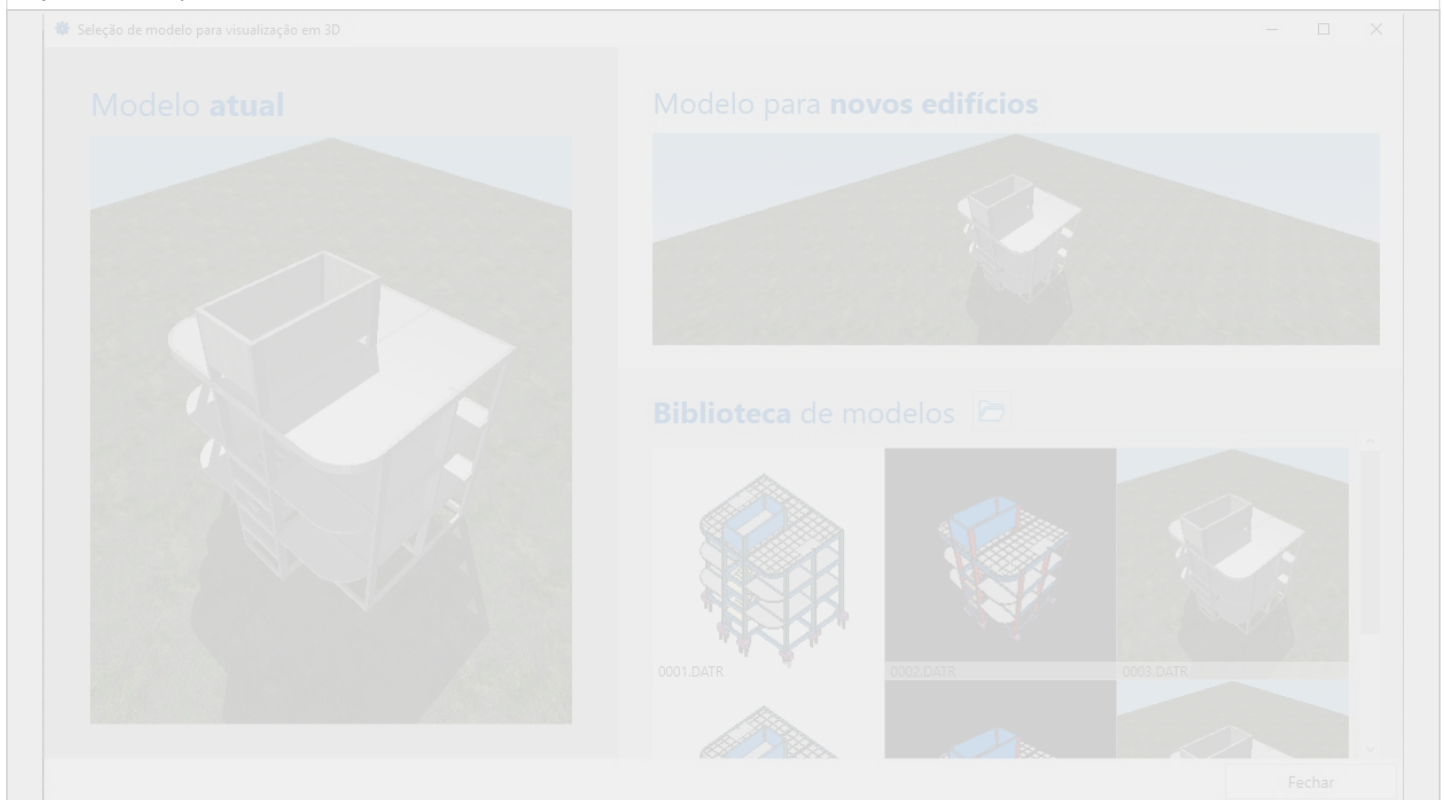 Seleção de modelo para visualização em 3D
Modelo atual
Modelo para novos edifícios
Biblioteca de modelos
0001.DATR
0002.DATR
0003.DATR
Fechar